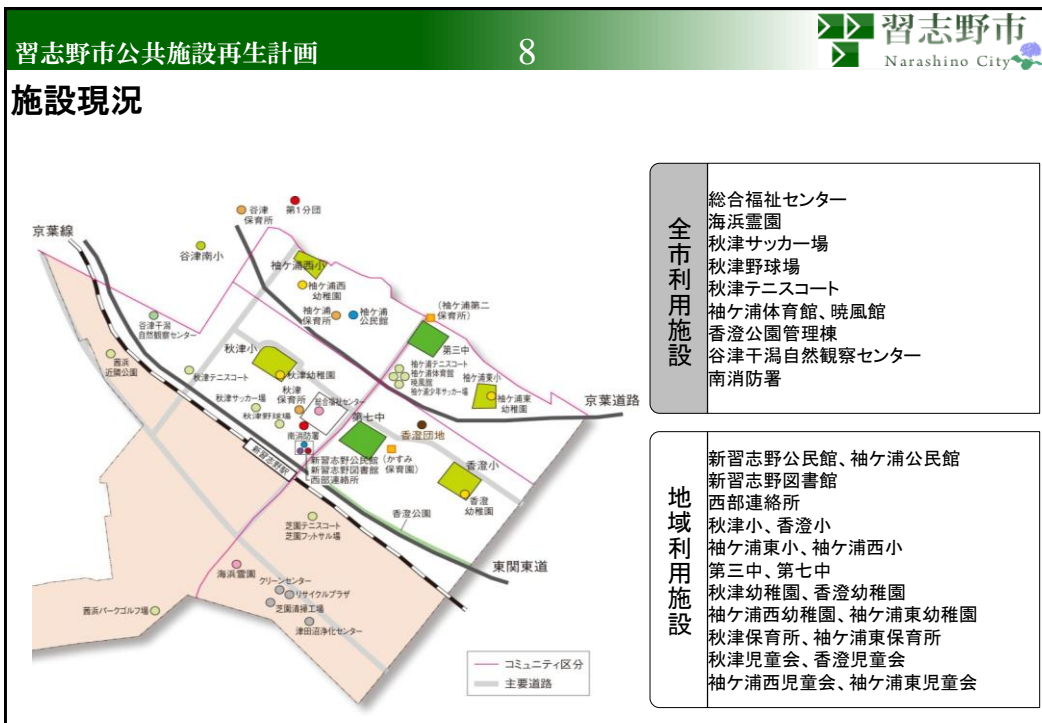 習志野市公共施設再生計画
8
習志野市
Narashino City
施設現況
京葉線
谷津
保育所
第1分団
谷津南小
袖ケ浦西小
袖ケ浦西
幼稚園
袖ケ浦
保育所
袖ケ浦
公民館
(袖ケ浦第二
保育所)
谷津干潟
自然観察センター
茜浜
近隣公園
秋津小
第三中
秋津テニスコート
秋津幼稚園
袖ケ浦テニスコート
袖ケ浦体育館
暁風館
袖ケ浦少年サッカー場
袖ケ浦東小
袖ケ浦東
幼稚園
京葉道路
秋津サッカー場
秋津
保育所
総合福祉センター
秋津野球場
第七中
香澄団地
南消防署
新習志野駅
新習志野公民館
新習志野図書館
西部連絡所
(かすみ
保育園)
香澄小
香澄
幼稚園
香澄公園
芝園テニスコート
芝園フットサル場
東関東道
海浜霊園
クリーンセンター
リサイクルプラザ
芝園清掃工場
茜浜パークゴルフ場
津田沼浄化センター
コミュニティ区分
主要道路
全市利用施設
総合福祉センター
海浜霊園
秋津サッカー場
秋津野球場
秋津テニスコート
袖ケ浦体育館、暁風館
香澄公園管理棟
谷津干潟自然観察センター
南消防署
地域利用施設
新習志野公民館、袖ケ浦公民館
新習志野図書館
西部連絡所
秋津小、香澄小
袖ケ浦東小、袖ケ浦西小
第三中、第七中
秋津幼稚園、香澄幼稚園
袖ケ浦西幼稚園、袖ケ浦東幼稚園
秋津保育所、袖ケ浦東保育所
秋津児童会、香澄児童会
袖ケ浦西児童会、袖ケ浦東児童会